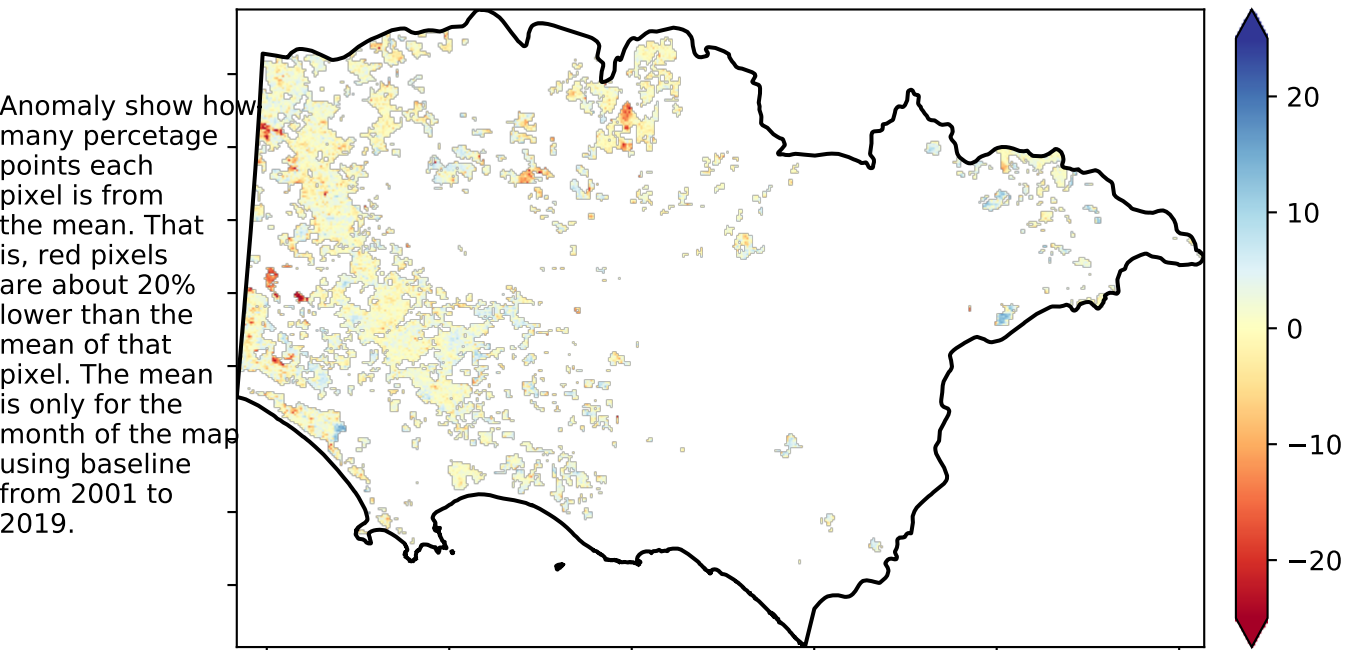 Anomaly show how
many percetage
points each
pixel is from
the mean. That
is, red pixels
are about 20%
lower than the
mean of that
pixel. The mean
is only for the
month of the map
using baseline
from 2001 to
2019.
20
10
0
−10
−20